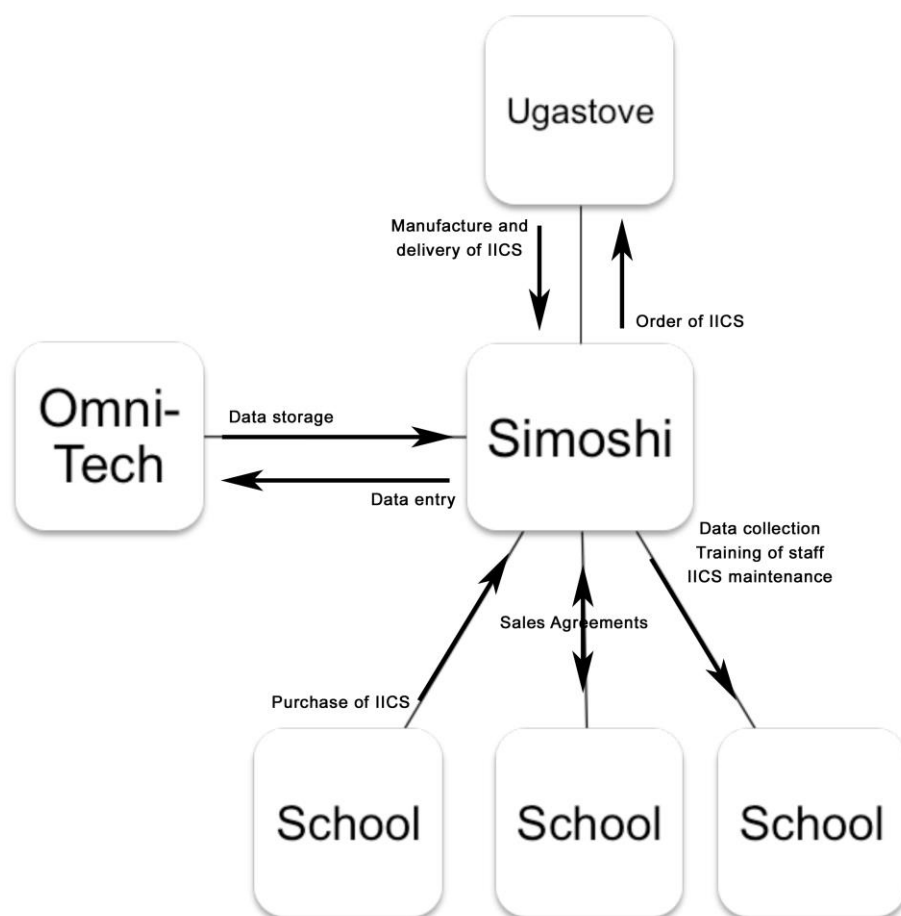 Ugastove
Manufacture and
delivery of IICS
Order of IICS
Omni-
Tech
Data storage
Simoshi
Data entry
Data collection
Training of staff
IICS maintenance
Sales Agreements
Purchase of IICS
School
School
School